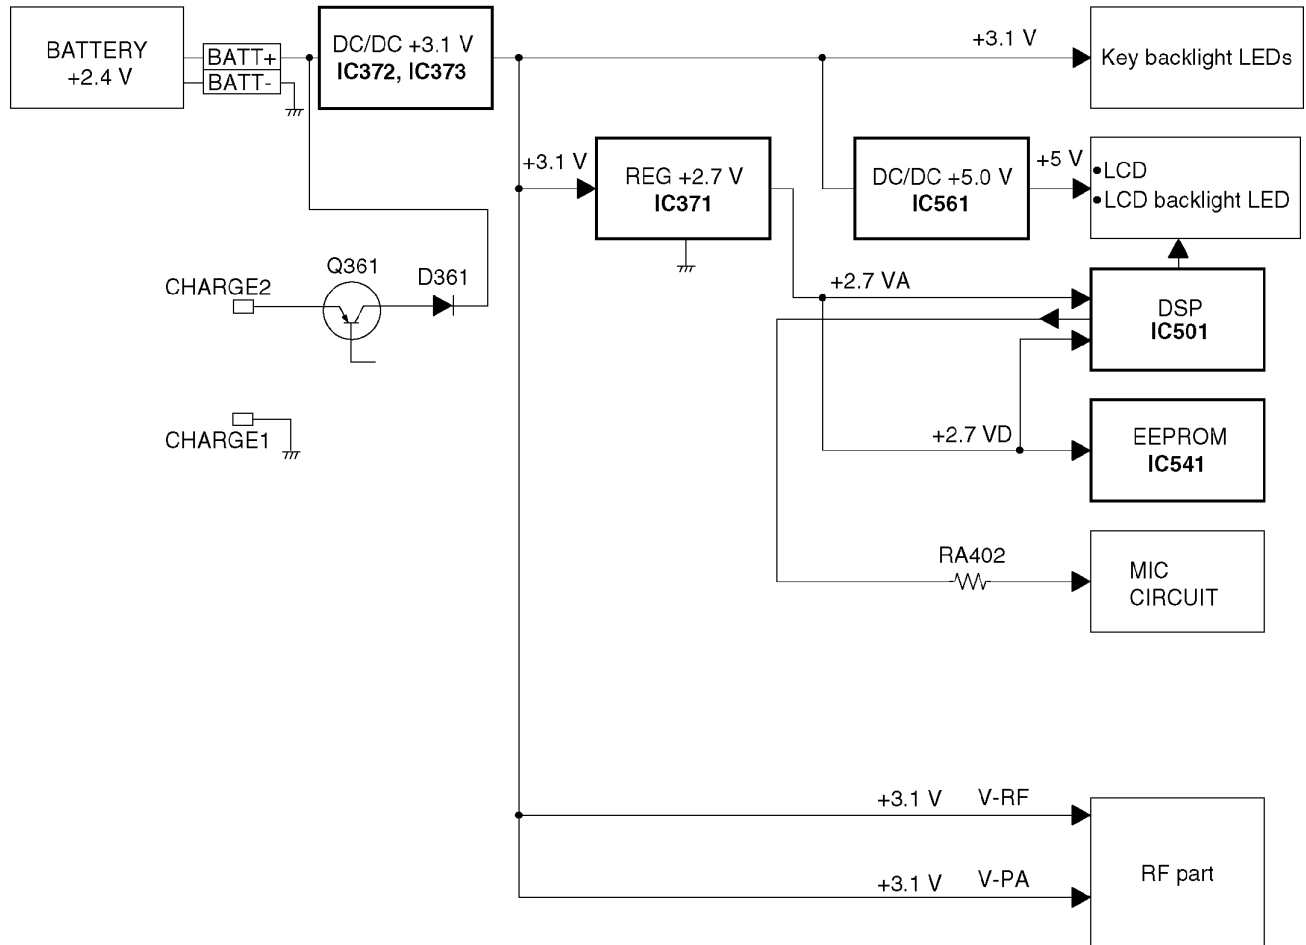 BATTERY
+2.4 V
BATT+
BATT-
DC/DC +3.1 V
IC372, IC373
+3.1 V
Key backlight LEDs
+3.1 V
REG +2.7 V
IC371
DC/DC +5.0 V
IC561
+5 V
•LCD
•LCD backlight LED
Q361
D361
CHARGE2
CHARGE1
+2.7 VA
DSP
IC501
+2.7 VD
EEPROM
IC541
RA402
MIC
CIRCUIT
+3.1 V V-RF
+3.1 V V-PA
RF part